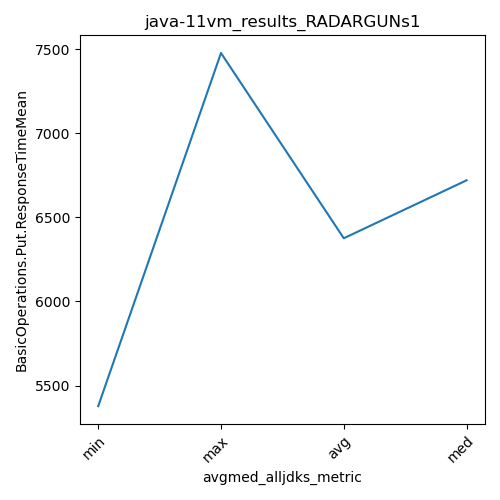 java-11vm_results_RADARGUNs1
7500
7000
6500
6000
5500
BasicOperations.Put.ResponseTimeMean
min
max
avg
med
avgmed_alljdks_metric